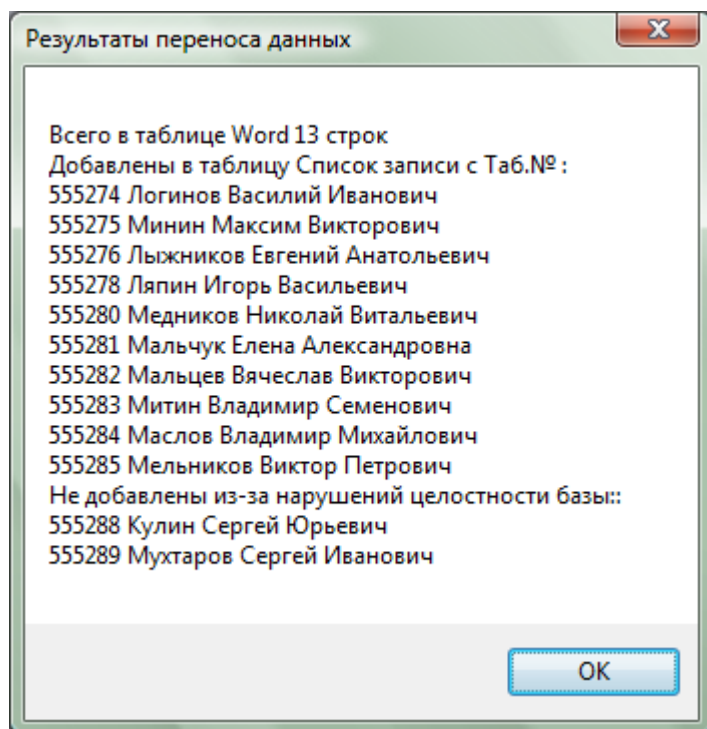 Результаты переноса данных
Всего в таблице Word 13 строк
Добавлены в таблицу Список записи с Таб.№ :
555274 Логинов Василий Иванович
555275 Минин Максим Викторович
555276 Лыжников Евгений Анатольевич
555278 Ляпин Игорь Васильевич
555280 Медников Николай Витальевич
555281 Мальчук Елена Александровна
555282 Мальцев Вячеслав Викторович
555283 Митин Владимир Семенович
555284 Маслов Владимир Михайлович
555285 Мельников Виктор Петрович
Не добавлены из-за нарушений целостности базы::
555288 Кулин Сергей Юрьевич
555289 Мухтаров Сергей Иванович
ОК